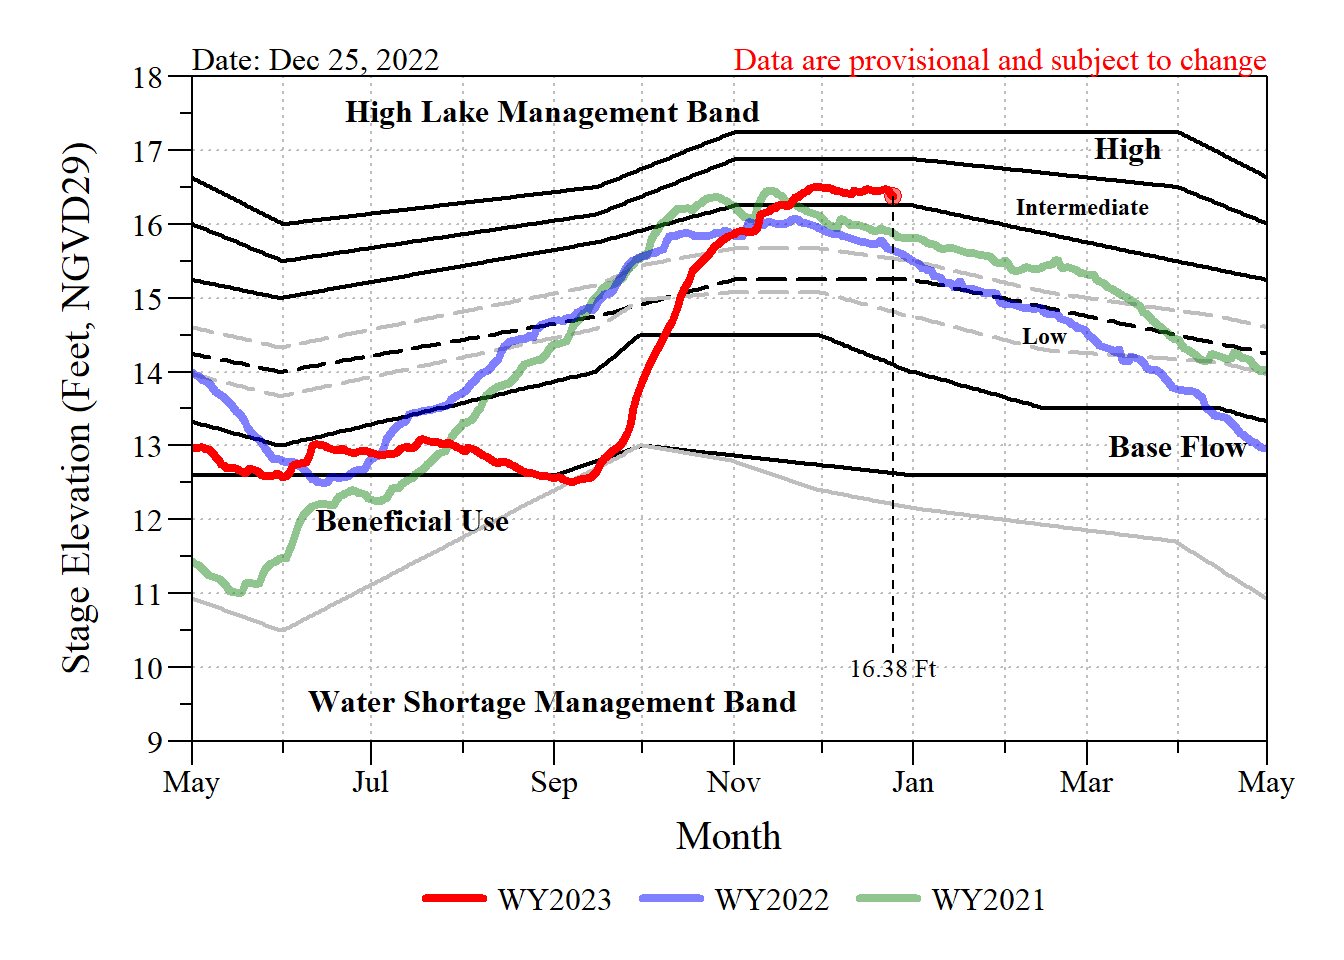 Date: Dec 25, 2022
Data are provisional and subject to change
18
17
16
15
14
13
12
11
10
9
Stage Elevation (Feet, NGVD29)
High Lake Management Band
High
Intermediate
Low
Base Flow
Beneficial Use
16.38 Ft
Water Shortage Management Band
May Jul Sep Nov Jan Mar May
Month
WY2023 WY2022 WY2021